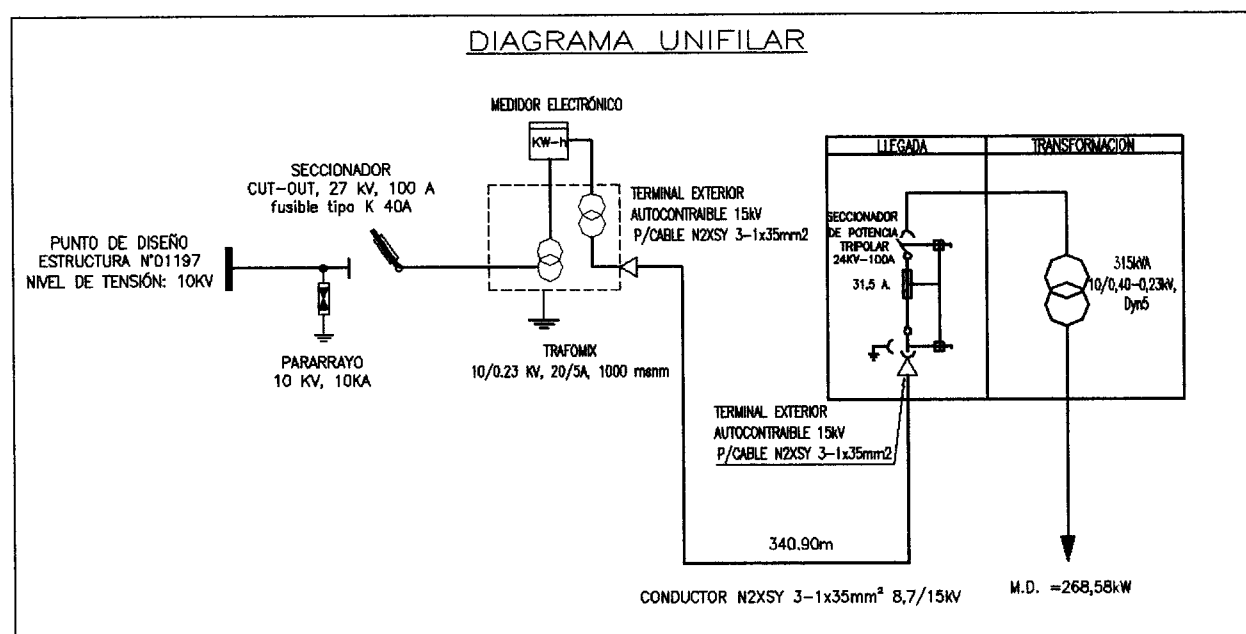 DIAGRAMA UNIFILAR
MEDIDOR ELECTRÓNICO
KW-h
SECCIONADOR
CUT-OUT, 27 kV, 100 A
fusible tipo K 40A
PUNTO DE DISEÑO
ESTRUCTURA N°01197
NIVEL DE TENSIÓN: 10KV
PARARRAYO
10 KV, 10KA
TERMINAL EXTERIOR
AUTOCONTRAIBLE 15kV
P/CABLE N2XSY 3-1x35mm2
TRAFOMIX
10/0.23 KV, 20/5A, 1000 msnm
LLEGADA
TRANSFORMACION
SECCIONADOR
DE POTENCIA
TRIPOLAR
24KV-100A
31,5 A.
315kVA
10/0,40-0,23kV,
Dyn5
TERMINAL EXTERIOR
AUTOCONTRAIBLE 15kV
P/CABLE N2XSY 3-1x35mm2
340.90m
CONDUCTOR N2XSY 3-1x35mm² 8,7/15KV
M.D. =268,58kW